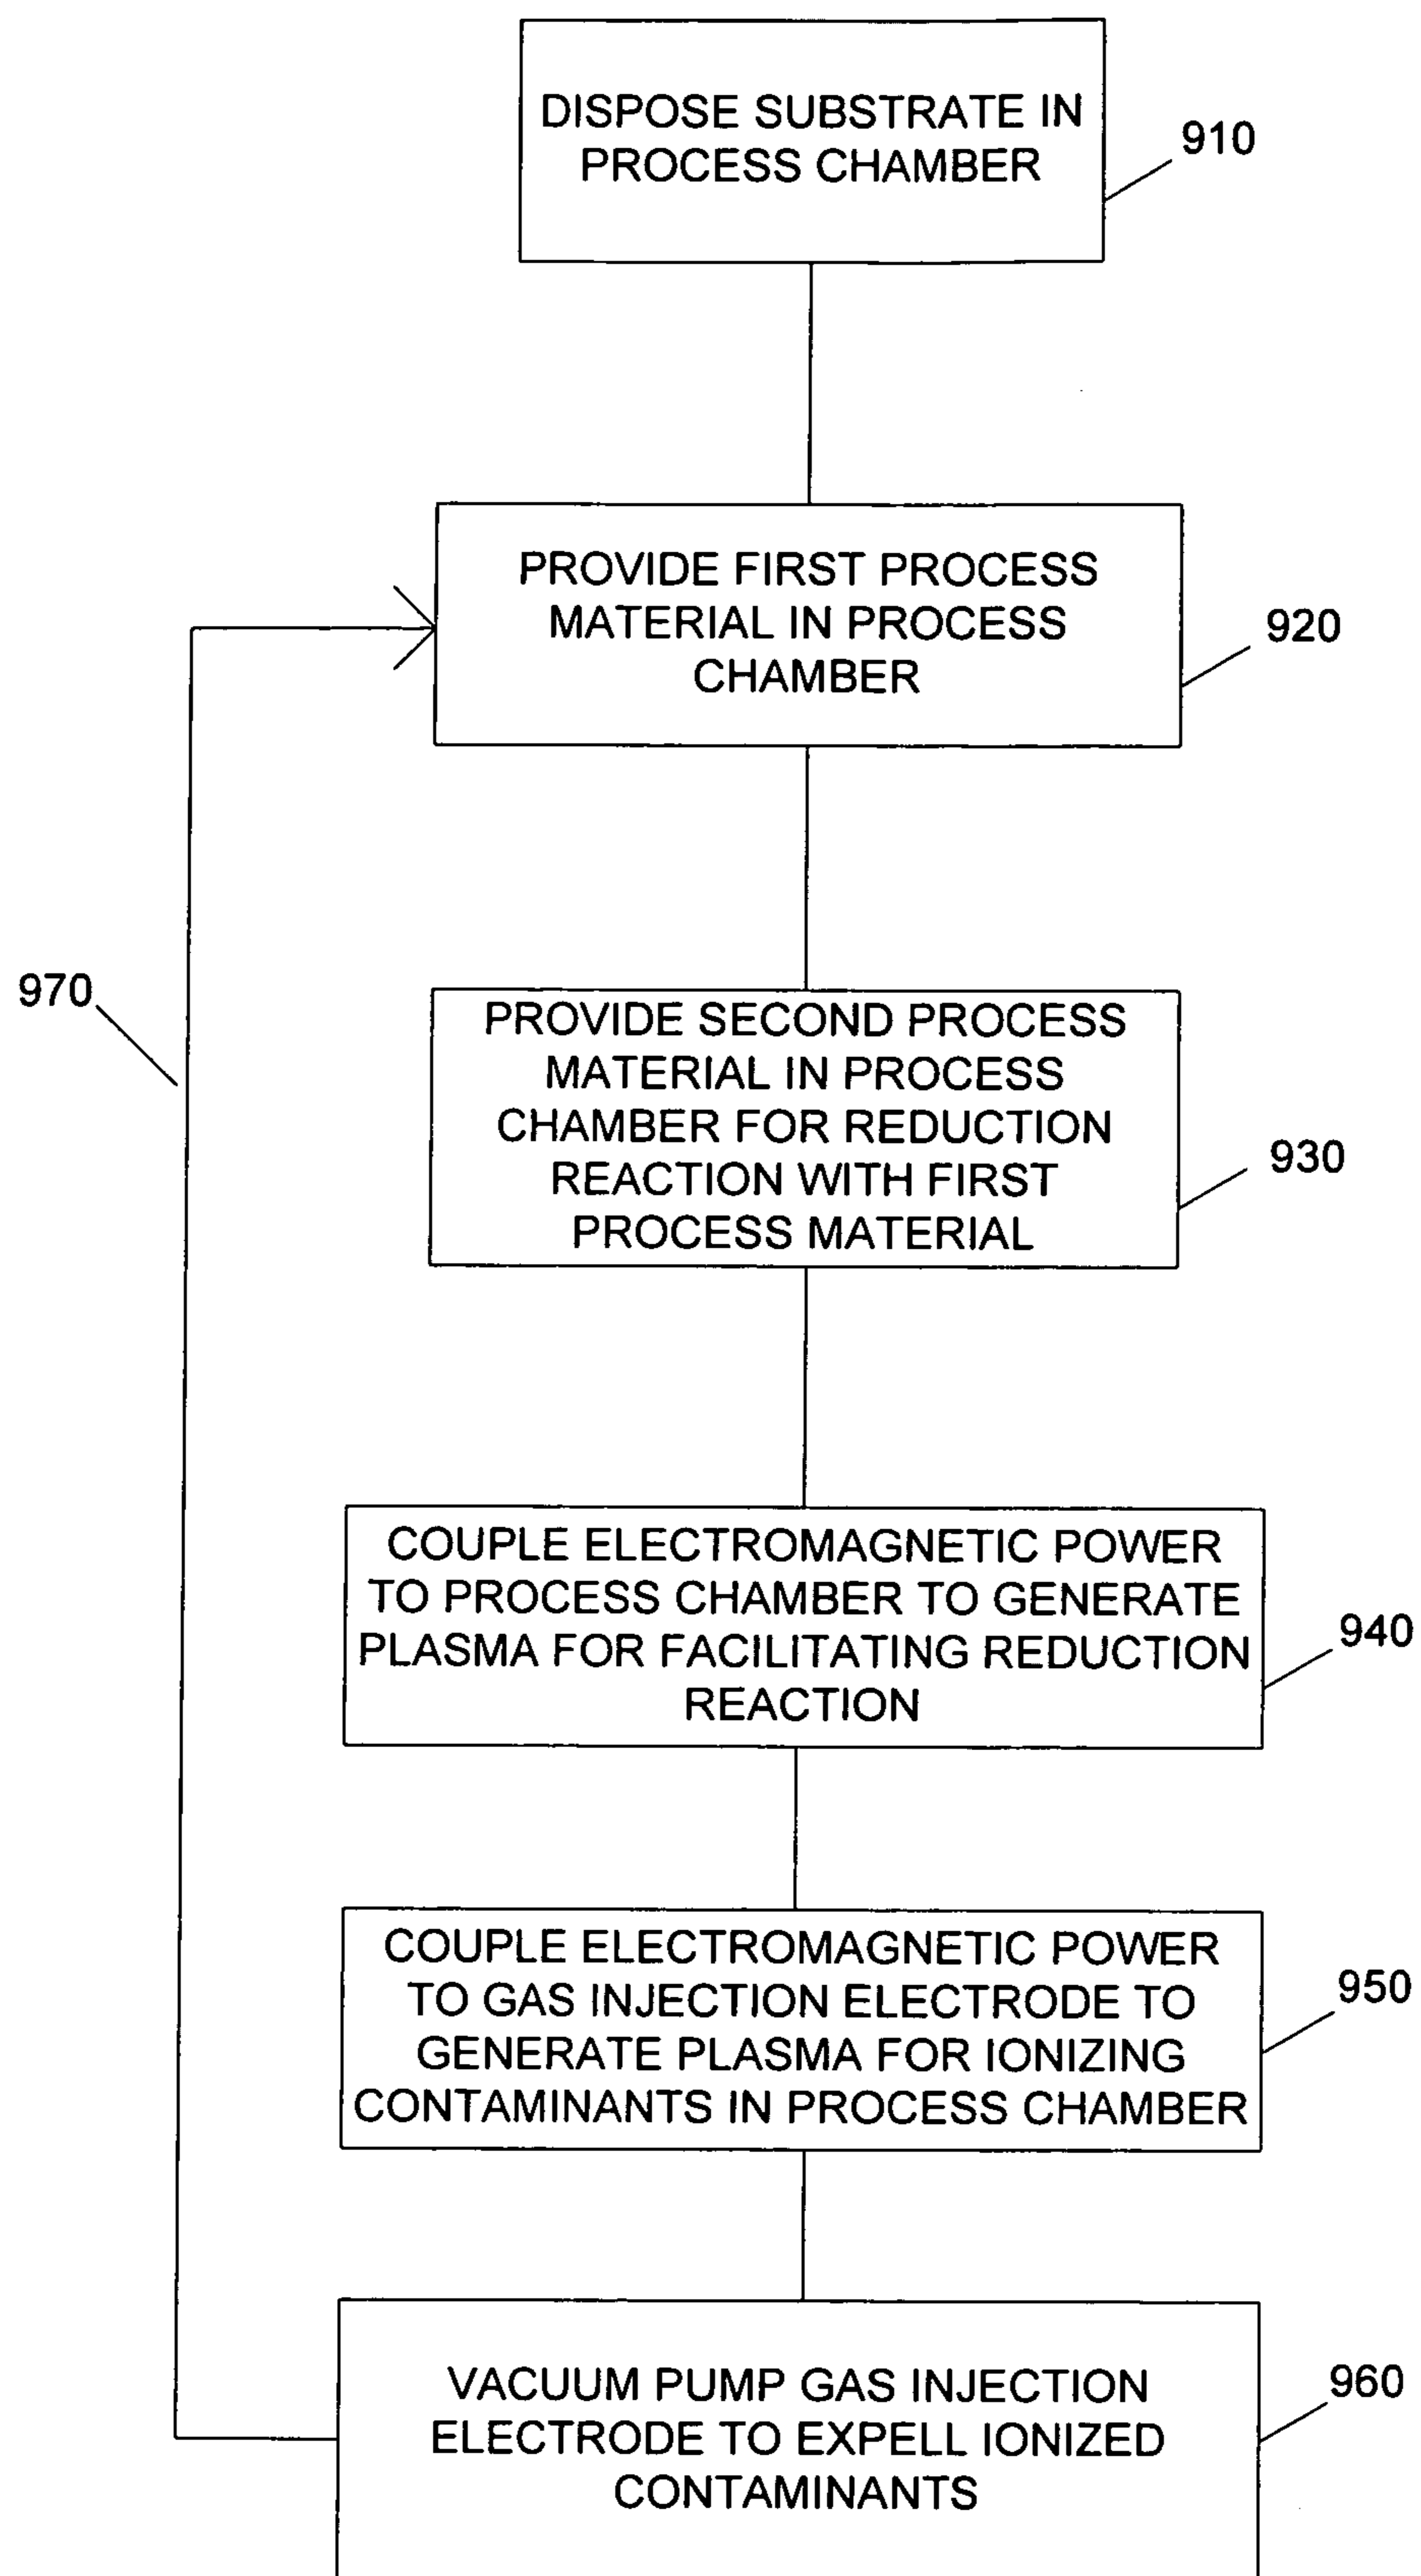 DISPOSE SUBSTRATE IN
PROCESS CHAMBER
910
PROVIDE FIRST PROCESS
MATERIAL IN PROCESS
CHAMBER
920
970
PROVIDE SECOND PROCESS
MATERIAL IN PROCESS
CHAMBER FOR REDUCTION
REACTION WITH FIRST
PROCESS MATERIAL
930
COUPLE ELECTROMAGNETIC POWER
TO PROCESS CHAMBER TO GENERATE
PLASMA FOR FACILITATING REDUCTION
REACTION
940
COUPLE ELECTROMAGNETIC POWER
TO GAS INJECTION ELECTRODE TO
GENERATE PLASMA FOR IONIZING
CONTAMINANTS IN PROCESS CHAMBER
950
VACUUM PUMP GAS INJECTION
ELECTRODE TO EXPELL IONIZED
CONTAMINANTS
960